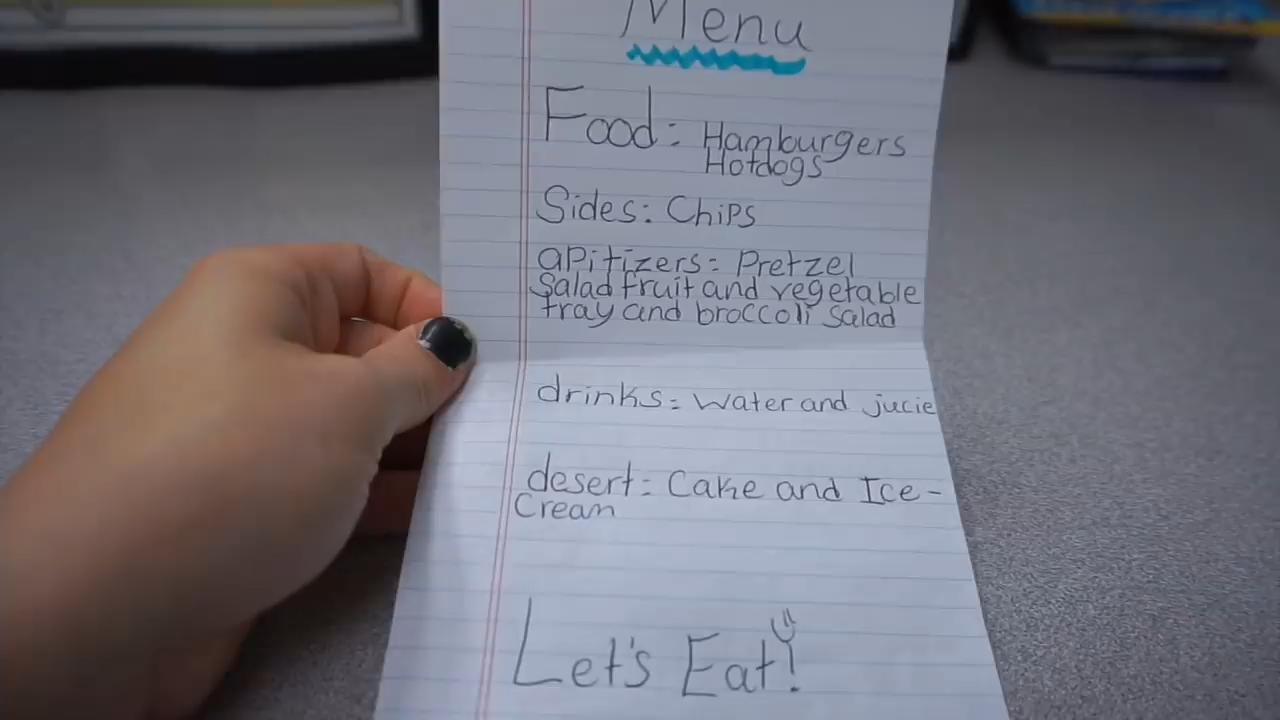 Menu
Food: Hamburgers
Hotdogs
Sides: Chips
apitizers: Pretzel
Salad fruit and vegetable
tray and broccoli salad
drinks: Water and jucie
desert: Cake and Ice-
Cream
Let's Eat!